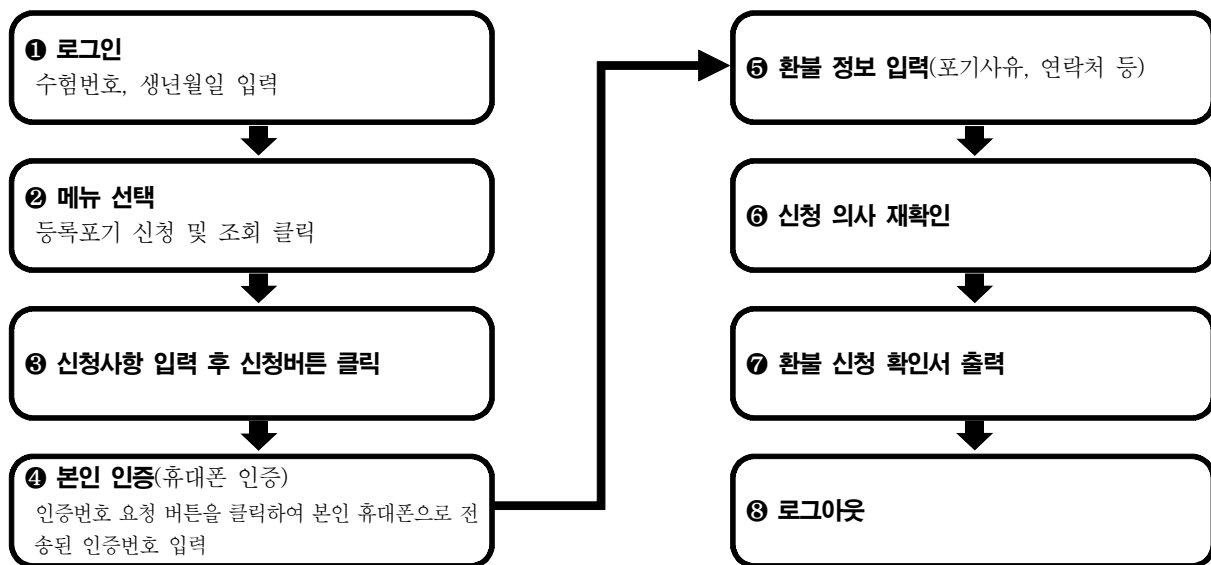 ❶ 로그인
수험번호, 생년월일 입력
❷ 메뉴 선택
등록포기 신청 및 조회 클릭
❸ 신청사항 입력 후 신청버튼 클릭
❹ 본인 인증(휴대폰 인증)
인증번호 요청 버튼을 클릭하여 본인 휴대폰으로 전
송된 인증번호 입력
❺ 환불 정보 입력(포기사유, 연락처 등)
❻ 신청 의사 재확인
❼ 환불 신청 확인서 출력
❽ 로그아웃